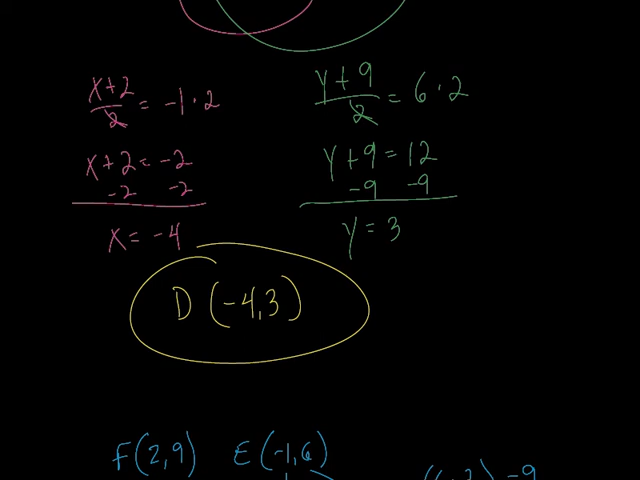 x+2/2 = -1·2
y+9/2 = 6·2
x+2 = -2
y+9 = 12
-2 -2
-9 -9
x = -4
y = 3
D (-4,3)
F(2,9) E(-1,6)
-9